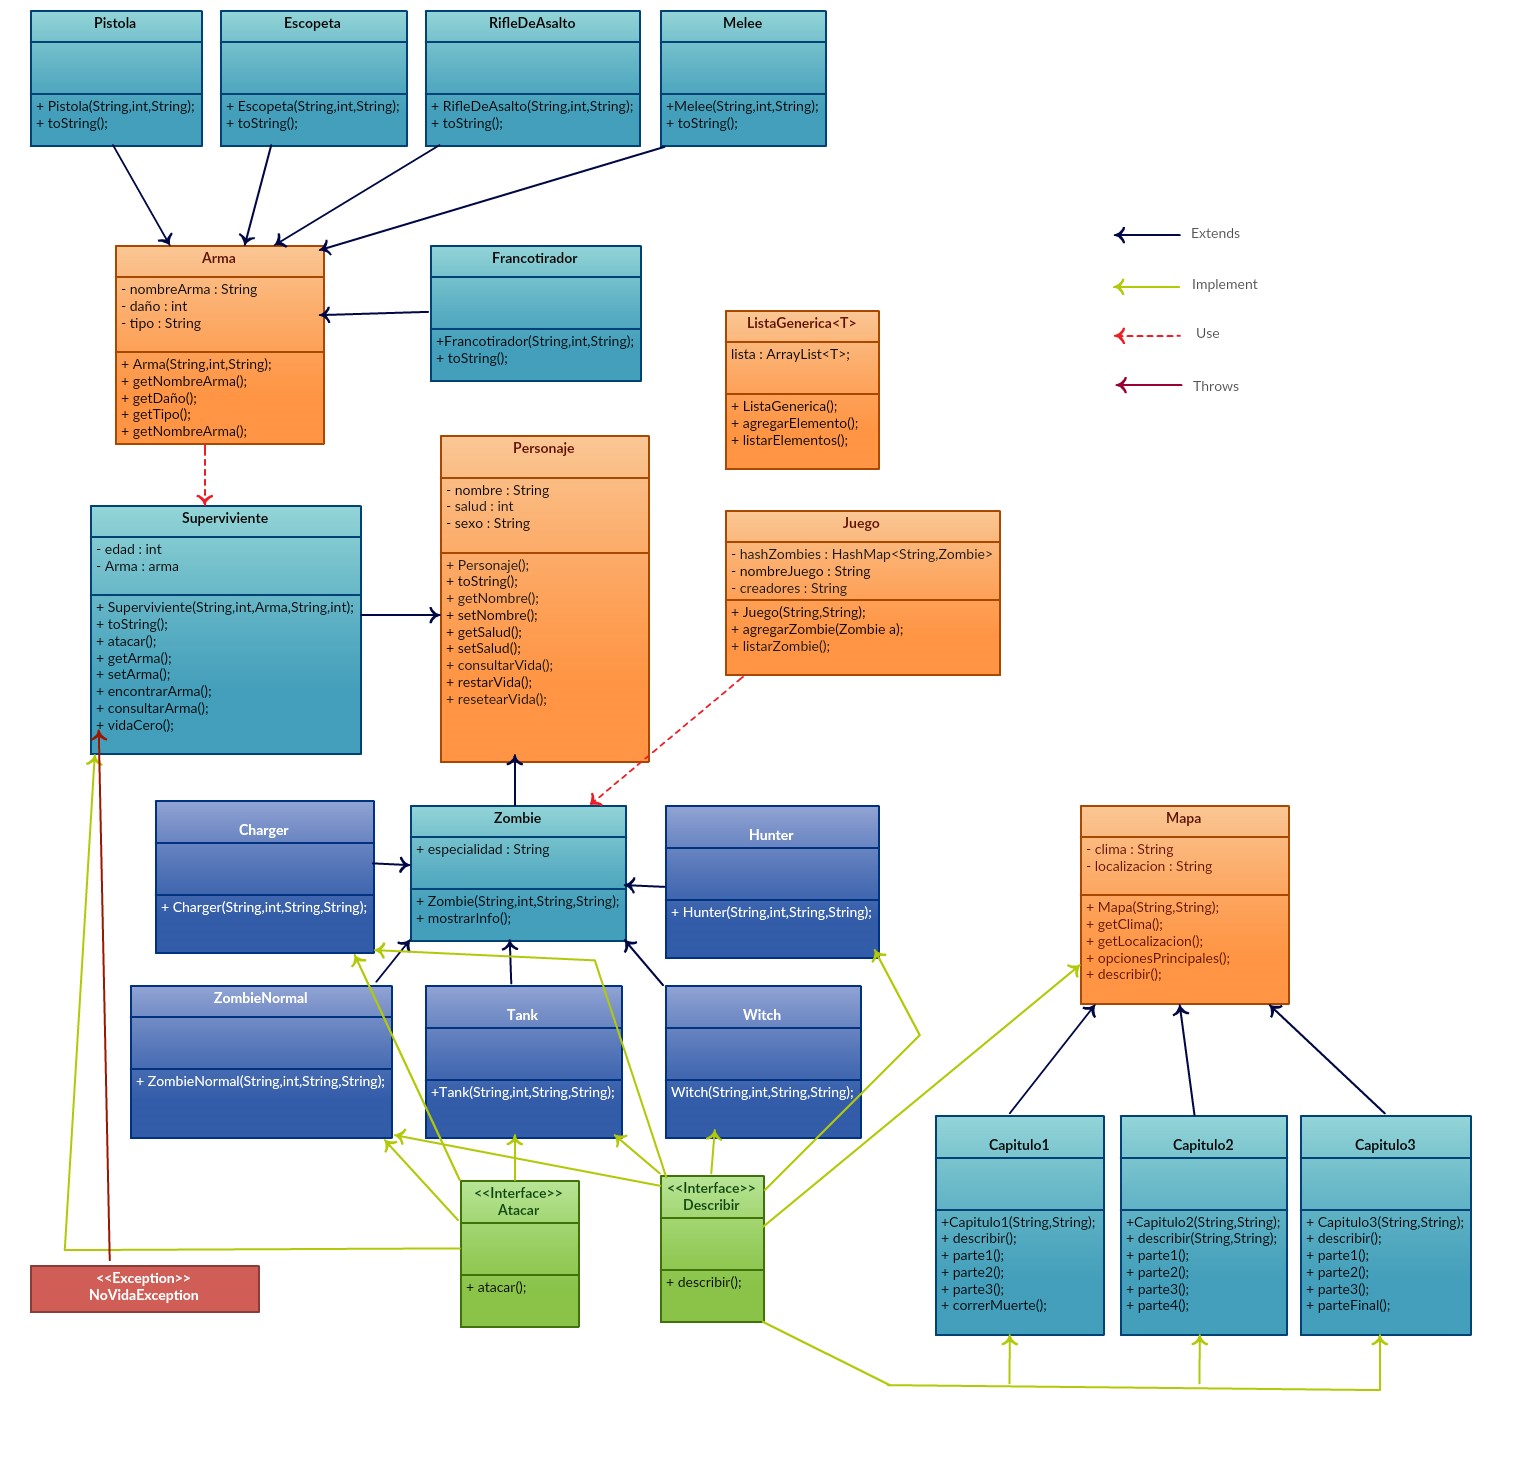 Pistola
+ Pistola(String,int,String);
+ toString();
Escopeta
+ Escopeta(String,int,String);
+ toString();
RifleDeAsalto
+ RifleDeAsalto(String,int,String);
+ toString();
Melee
+Melee(String,int,String);
+ toString();
Extends
Implement
Use
Throws
Arma
- nombreArma : String
- daño : int
- tipo : String
+ Arma(String,int,String);
+ getNombreArma();
+ getDaño();
+ getTipo();
+ getNombreArma();
Francotirador
+Francotirador(String,int,String);
+ toString();
ListaGenerica<T>
lista : ArrayList<T>;
+ ListaGenerica();
+ agregarElemento();
+ listarElementos();
Personaje
- nombre : String
- salud : int
- sexo : String
+ Personaje();
+ toString();
+ getNombre();
+ setNombre();
+ getSalud();
+ setSalud();
+ consultarVida();
+ restarVida();
+ resetearVida();
Superviviente
- edad : int
- Arma : arma
+ Superviviente(String,int,Arma,String,int);
+ toString();
+ atacar();
+ getArma();
+ setArma();
+ encontrarArma();
+ consultarArma();
+ vidaCero();
Juego
- hashZombies : HashMap<String,Zombie>
- nombreJuego : String
- creadores : String
+ Juego(String,String);
+ agregarZombie(Zombie a);
+ listarZombie();
Charger
+ Charger(String,int,String,String);
Zombie
+ especialidad : String
+ Zombie(String,int,String,String);
+ mostrarInfo();
Hunter
+ Hunter(String,int,String,String);
Mapa
- clima : String
- localizacion : String
+ Mapa(String,String);
+ getClima();
+ getLocalizacion();
+ opcionesPrincipales();
+ describir();
ZombieNormal
+ ZombieNormal(String,int,String,String);
Tank
+Tank(String,int,String,String);
Witch
Witch(String,int,String,String);
Capitulo1
+Capitulo1(String,String);
+ describir();
+ parte1();
+ parte2();
+ parte3();
+ correrMuerte();
Capitulo2
+Capitulo2(String,String);
+ describir(String,String);
+ parte1();
+ parte2();
+ parte3();
+ parte4();
Capitulo3
+ Capitulo3(String,String);
+ describir();
+ parte1();
+ parte2();
+ parte3();
+ parteFinal();
<<Interface>>
Atacar
+ atacar();
<<Interface>>
Describir
+ describir();
<<Exception>>
NoVidaException